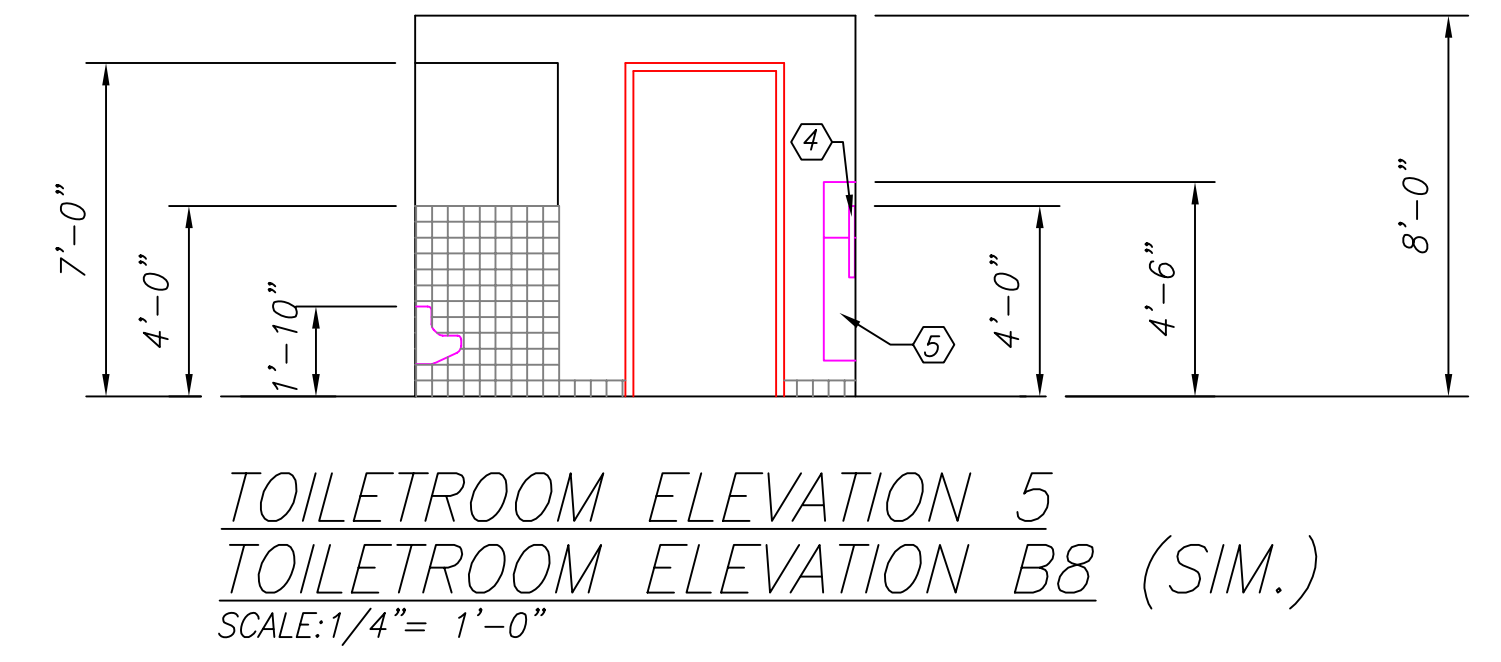 4
7'-0"
4'-0"
1'-10"
5
4'-0"
4'-6"
8'-0"
TOILETROOM ELEVATION 5
TOILETROOM ELEVATION B8 (SIM.)
SCALE:1/4"= 1'-0"